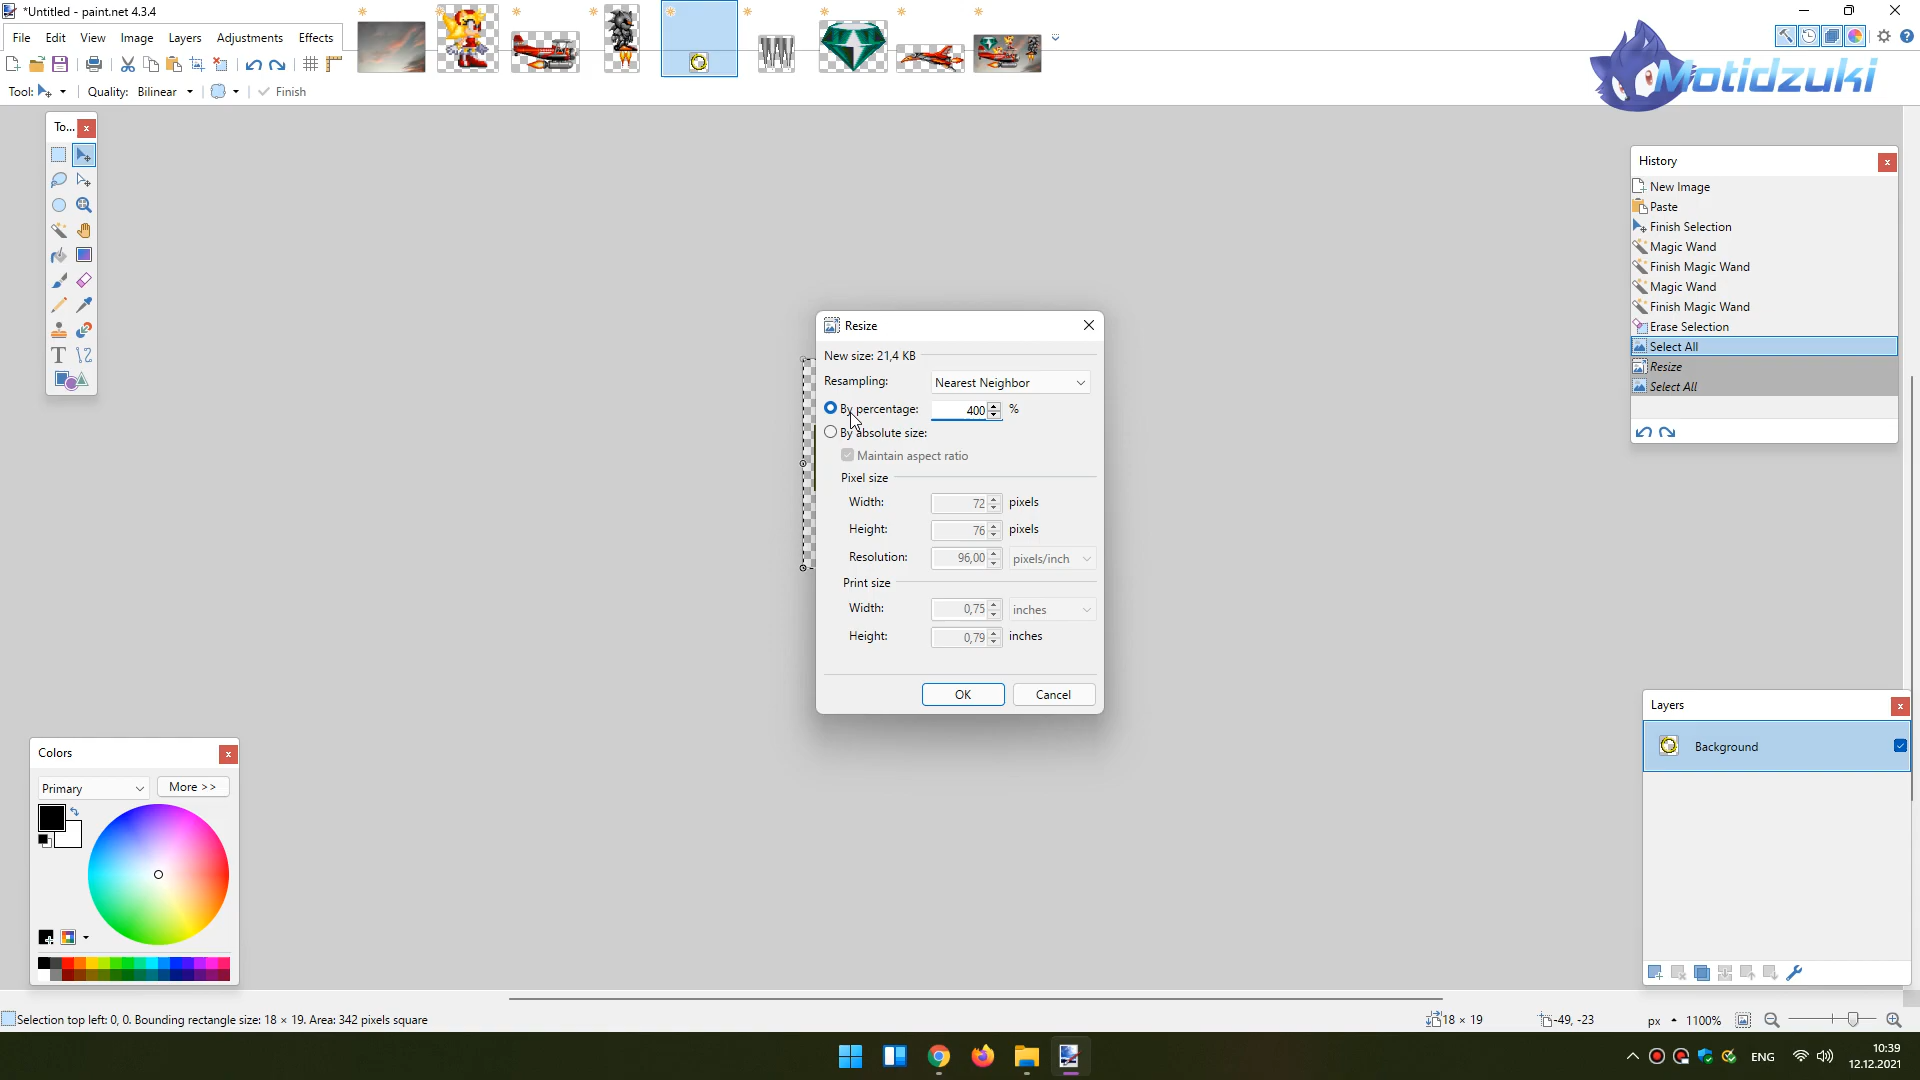 *Untitled - paint.net 4.3.4
File Edit View Image Layers Adjustments Effects
Motidzuki
Tool: Quality: Bilinear Finish
To...
History
New Image
Paste
Finish Selection
Magic Wand
Finish Magic Wand
Magic Wand
Finish Magic Wand
Erase Selection
Select All
Resize
Select All
Resize
New size: 21,4 KB
Resampling: Nearest Neighbor
By percentage: 400 %
By absolute size:
Maintain aspect ratio
Pixel size
Width: 72 pixels
Height: 76 pixels
Resolution: 96,00 pixels/inch
Print size
Width: 0,75 inches
Height: 0,79 inches
OK Cancel
Layers
Background
Colors
Primary More >>
Selection top left: 0, 0. Bounding rectangle size: 18 × 19. Area: 342 pixels square
18 × 19 -49, -23 px 1100%
ENG 10:39
12.12.2021